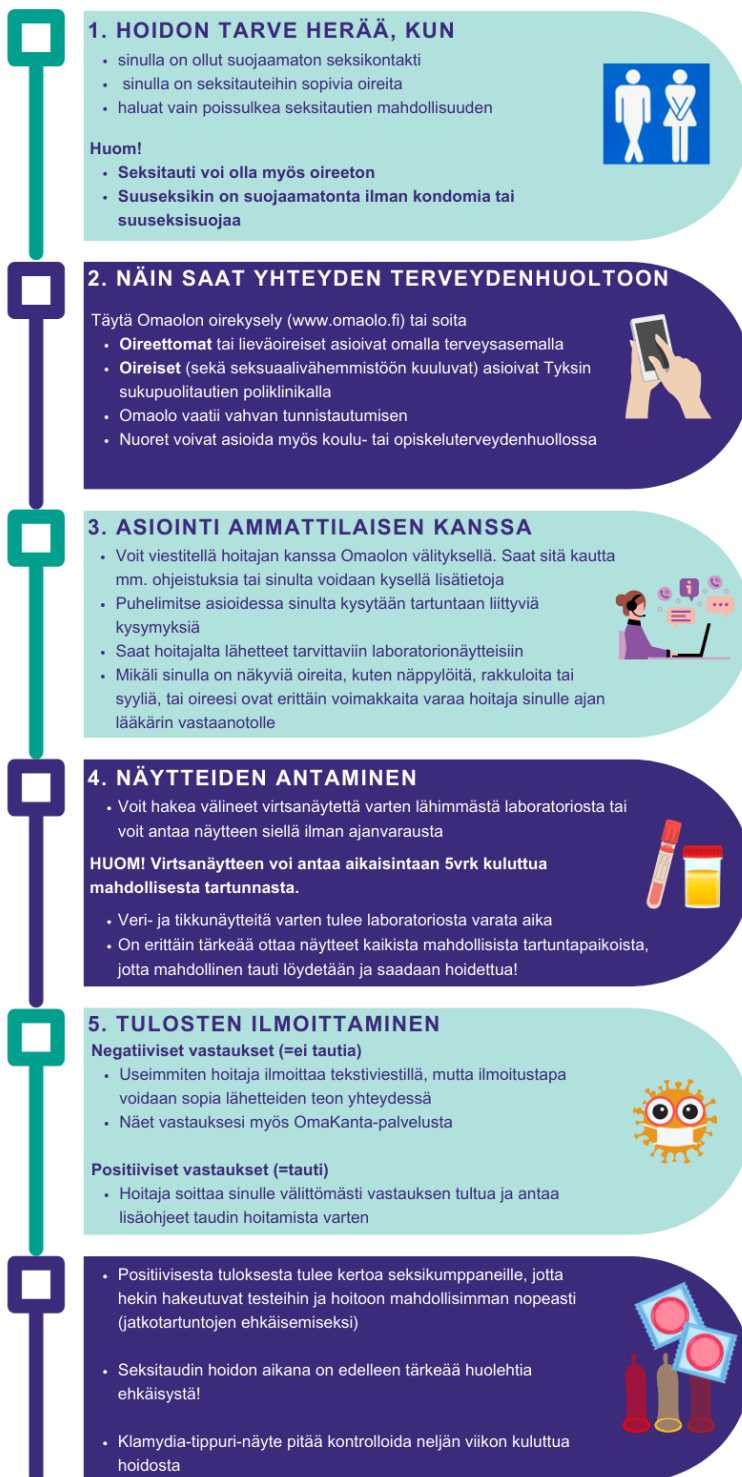 1. HOIDON TARVE HERÄÄ, KUN
• sinulla on ollut suojaamaton seksikontakti
• sinulla on seksitauteihin sopivia oireita
• haluat vain poissulkea seksitautien mahdollisuuden
Huom!
• Seksitauti voi olla myös oireeton
• Suuseksikin on suojaamatonta ilman kondomia tai
suuseksisuojaa
2. NÄIN SAAT YHTEYDEN TERVEYDENHUOLTOON
Täytä Omaolon oirekysely (www.omaolo.fi) tai soita
• Oireettomat tai lieväoireiset asioivat omalla terveysasemalla
• Oireiset (sekä seksuaalivähemmistöön kuuluvat) asioivat Tyksin
sukupuolitautien poliklinikalla
• Omaolo vaatii vahvan tunnistautumisen
• Nuoret voivat asioida myös koulu- tai opiskeluterveydenhuollossa
3. ASIOINTI AMMATTILAISEN KANSSA
• Voit viestitellä hoitajan kanssa Omaolon välityksellä. Saat sitä kautta
mm. ohjeistuksia tai sinulta voidaan kysellä lisätietoja
• Puhelimitse asioidessa sinulta kysytään tartuntaan liittyviä
kysymyksiä
• Saat hoitajalta lähetteet tarvittaviin laboratorionäytteisiin
• Mikäli sinulla on näkyviä oireita, kuten näppylöitä, rakkuloita tai
syyliä, tai oireesi ovat erittäin voimakkaita varaa hoitaja sinulle ajan
lääkärin vastaanotolle
4. NÄYTTEIDEN ANTAMINEN
• Voit hakea välineet virtsanäytettä varten lähimmästä laboratoriosta tai
voit antaa näytteen siellä ilman ajanvarausta
HUOM! Virtsanäytteen voi antaa aikaisintaan 5vrk kuluttua
mahdollisesta tartunnasta.
• Veri- ja tikkunäytteitä varten tulee laboratoriosta varata aika
• On erittäin tärkeää ottaa näytteet kaikista mahdollisista tartuntapaikoista,
jotta mahdollinen tauti löydetään ja saadaan hoidettua!
5. TULOSTEN ILMOITTAMINEN
Negatiiviset vastaukset (=ei tautia)
• Useimmiten hoitaja ilmoittaa tekstiviestillä, mutta ilmoitustapa
voidaan sopia lähetteiden teon yhteydessä
• Näet vastauksesi myös OmaKanta-palvelusta
Positiiviset vastaukset (=tauti)
• Hoitaja soittaa sinulle välittömästi vastauksen tultua ja antaa
lisäohjeet taudin hoitamista varten
• Positiivisesta tuloksesta tulee kertoa seksikumppaneille, jotta
hekin hakeutuvat testeihin ja hoitoon mahdollisimman nopeasti
(jatkotartuntojen ehkäisemiseksi)
• Seksitaudin hoidon aikana on edelleen tärkeää huolehtia
ehkäisystä!
• Klamydia-tippuri-näyte pitää kontrolloida neljän viikon kuluttua
hoidosta